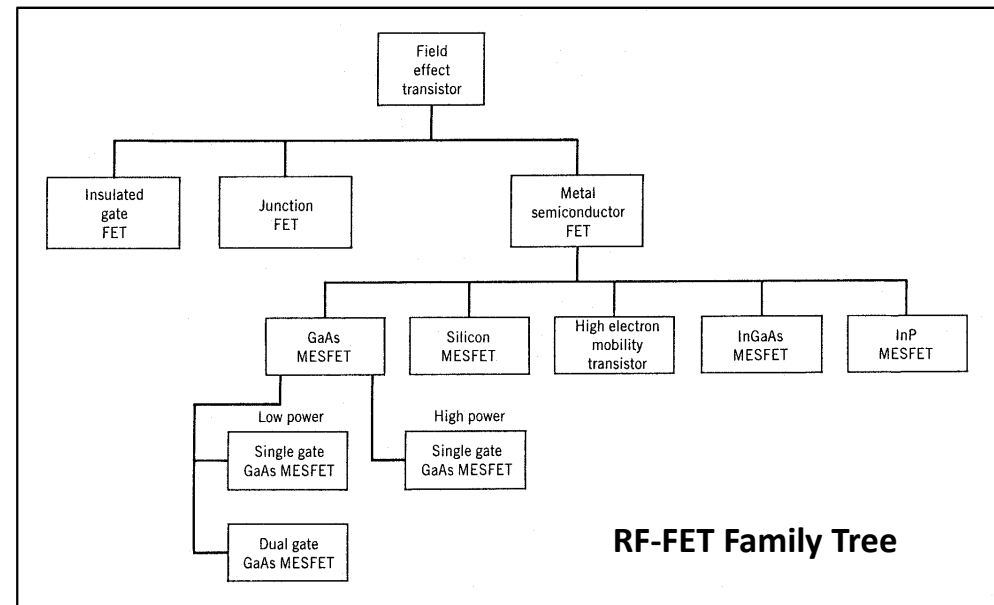 Field
effect
transistor
Insulated
gate
FET
Junction
FET
Metal
semiconductor
FET
GaAs
MESFET
Silicon
MESFET
High electron
mobility
transistor
InGaAs
MESFET
InP
MESFET
Low power
High power
Single gate
GaAs MESFET
Single gate
GaAs MESFET
Dual gate
GaAs MESFET
RF-FET Family Tree